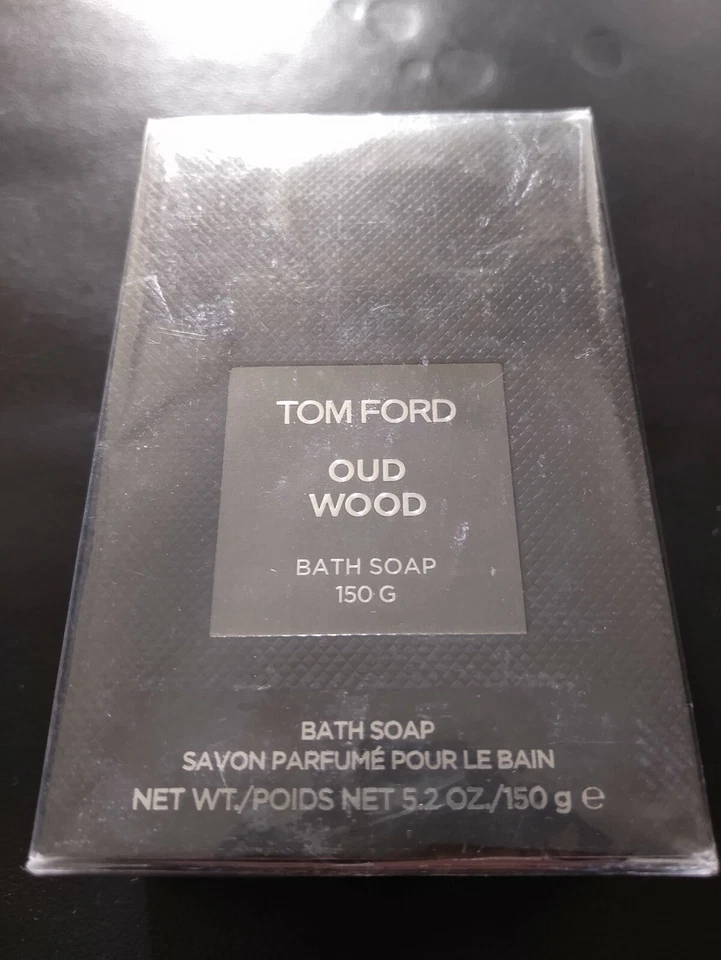 TOM FORD
OUD
WOOD
BATH SOAP
150 G
BATH SOAP
SAVON PARFUMÉ POUR LE BAIN
NET WT./POIDS NET 5.2 OZ./150 g ℮